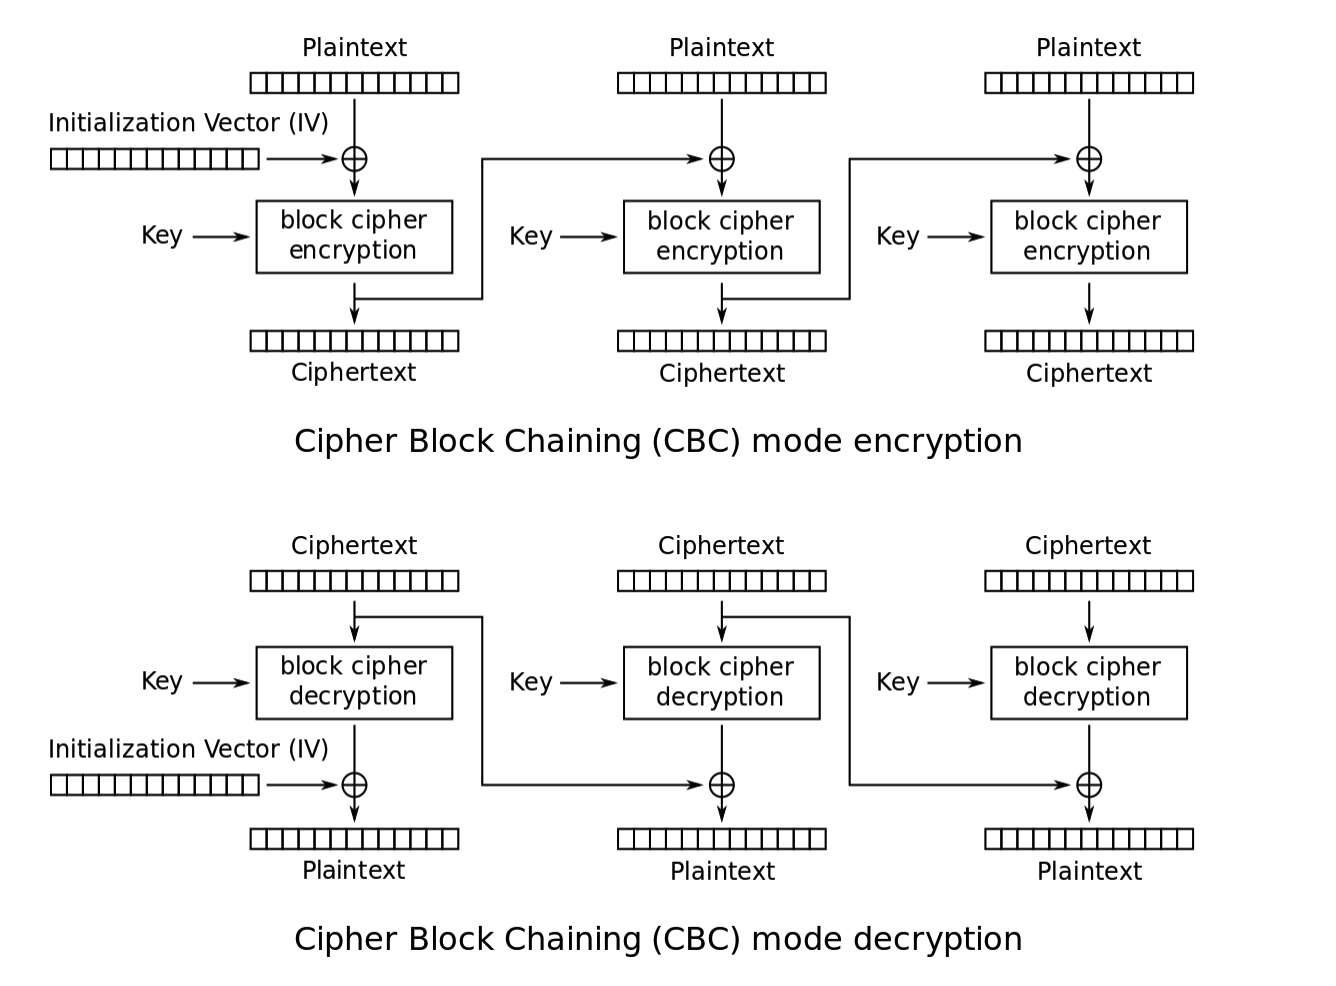 Plaintext
Plaintext
Plaintext
Initialization Vector (IV)
Key
block cipher
encryption
Key
block cipher
encryption
Key
block cipher
encryption
Ciphertext
Ciphertext
Ciphertext
Cipher Block Chaining (CBC) mode encryption
Ciphertext
Ciphertext
Ciphertext
Key
block cipher
decryption
Key
block cipher
decryption
Key
block cipher
decryption
Initialization Vector (IV)
Plaintext
Plaintext
Plaintext
Cipher Block Chaining (CBC) mode decryption